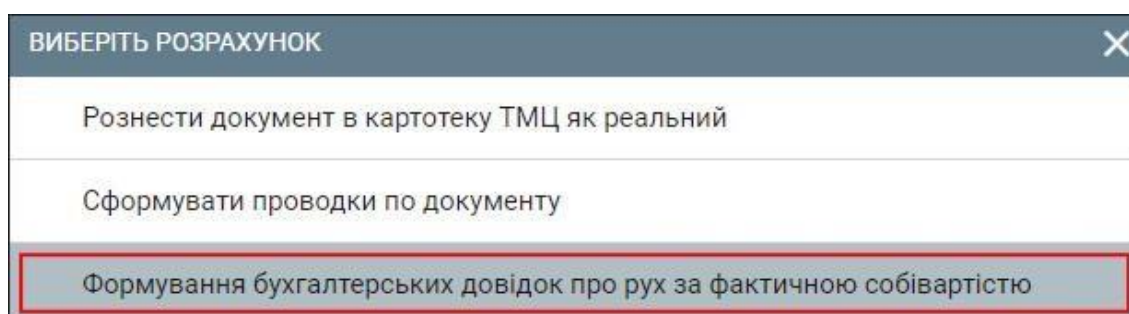 ВИБЕРІТЬ РОЗРАХУНОК
Рознести документ в картотеку ТМЦ як реальний
Сформувати проводки по документу
Формування бухгалтерських довідок про рух за фактичною собівартістю